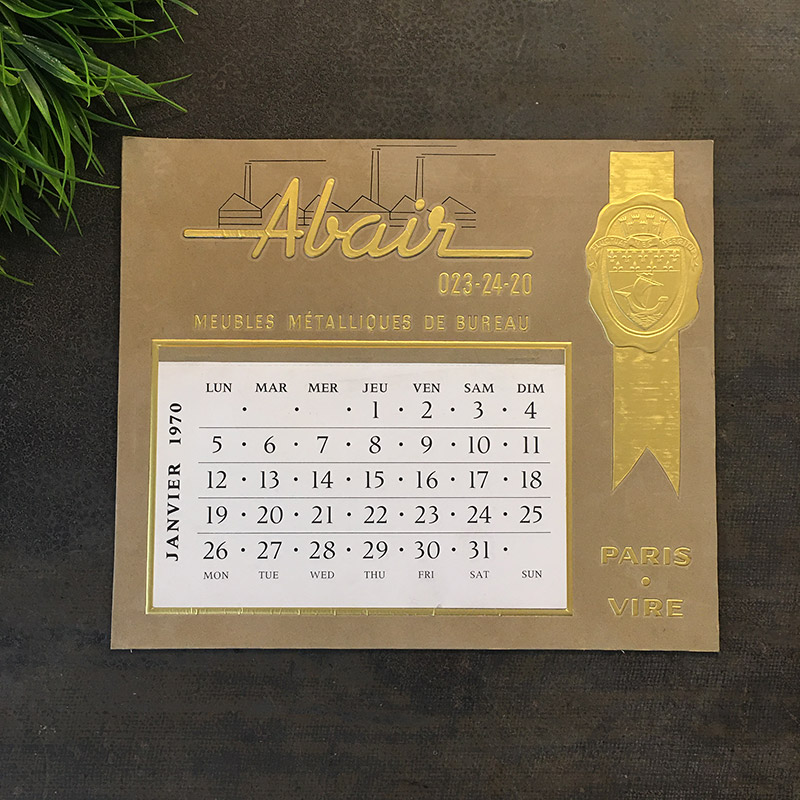 Abair
023-24-20
MEUBLES MÉTALLIQUES DE BUREAU
JANVIER 1970
LUN MAR MER JEU VEN SAM DIM
· · · 1 · 2 · 3 · 4
5 · 6 · 7 · 8 · 9 · 10 · 11
12 · 13 · 14 · 15 · 16 · 17 · 18
19 · 20 · 21 · 22 · 23 · 24 · 25
26 · 27 · 28 · 29 · 30 · 31 ·
MON TUE WED THU FRI SAT SUN
PARIS
•
VIRE